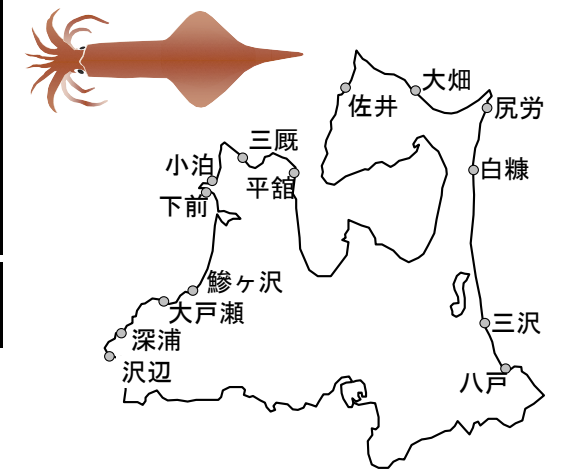 大畑
佐井
尻労
三厩
小泊
白糠
平舘
下前
鰺ヶ沢
大戸瀬
三沢
深浦
沢辺
八戸